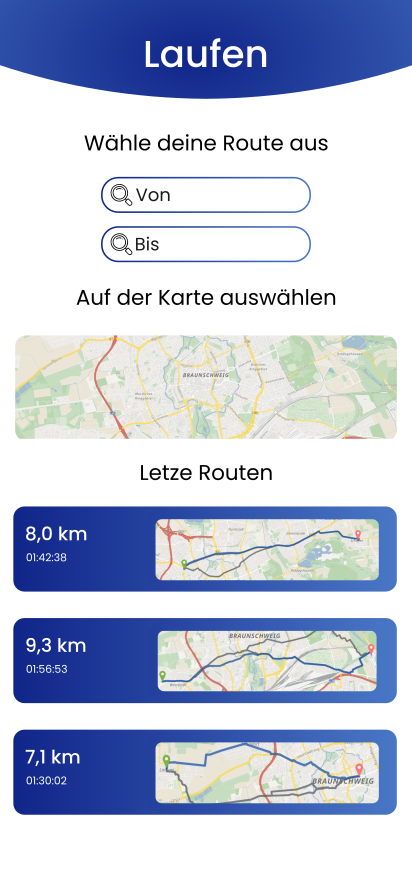 Laufen
Wähle deine Route aus
Von
Bis
Auf der Karte auswählen
BRAUNSCHWEIG
Letze Routen
8,0 km
01:42:38
9,3 km
01:56:53
BRAUNSCHWEIG
7,1 km
01:30:02
BRAUNSCHWEIG